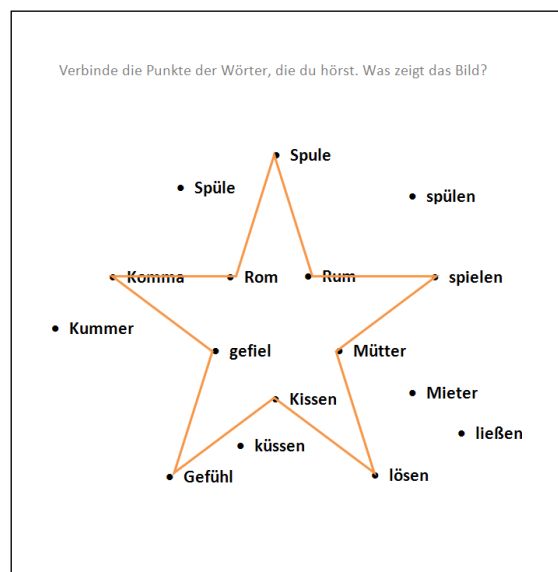 Verbinde die Punkte der Wörter, die du hörst. Was zeigt das Bild?
Spule
Spüle
spülen
Komma
Rom
Rum
spielen
Kummer
gefiel
Mütter
Kissen
Mieter
ließen
küssen
Gefühl
lösen